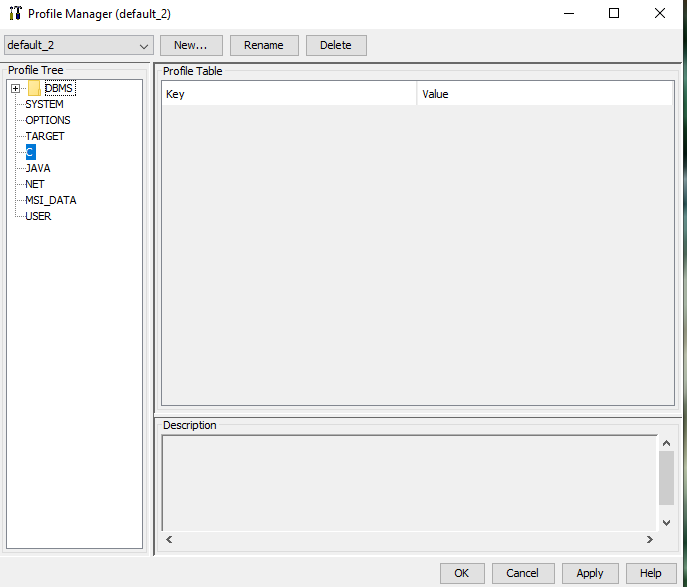 Profile Manager (default_2)
default_2
New...
Rename
Delete
Profile Tree
DBMS
SYSTEM
OPTIONS
TARGET
C
JAVA
NET
MSI_DATA
USER
Profile Table
Key
Value
Description
OK
Cancel
Apply
Help